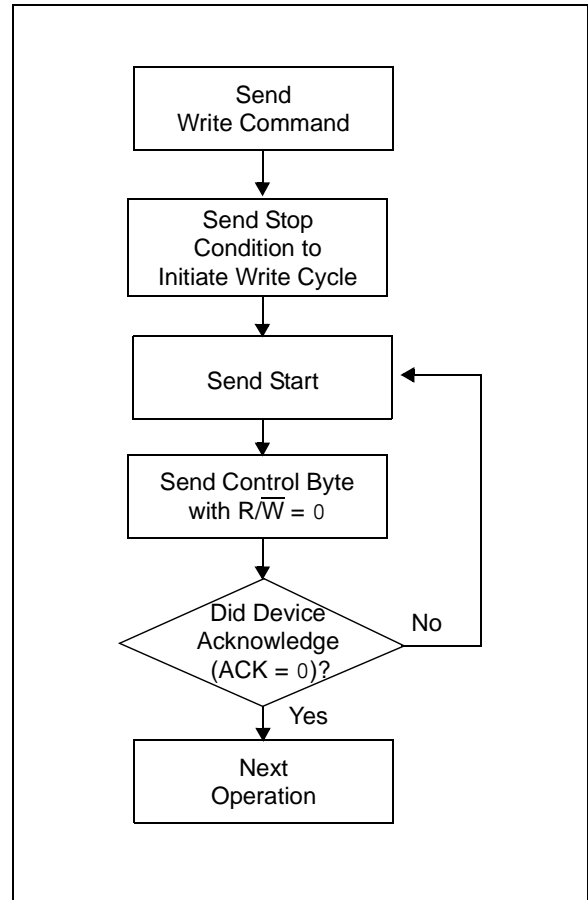 Send
Write Command
Send Stop
Condition to
Initiate Write Cycle
Send Start
Send Control Byte
with R/W̅ = 0
Did Device
Acknowledge
(ACK = 0)?
No
Yes
Next
Operation